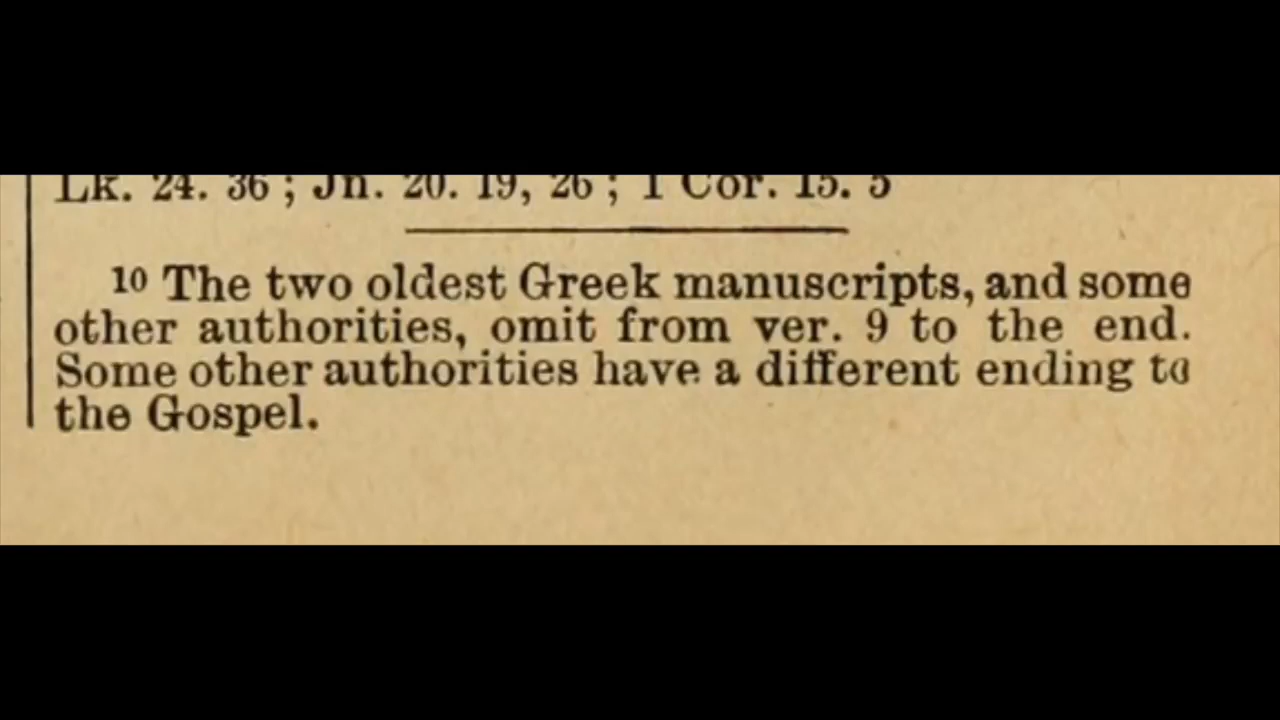 Lk. 24. 36 ; Jn. 20. 19, 26 ; 1 Cor. 15. 5
10 The two oldest Greek manuscripts, and some
other authorities, omit from ver. 9 to the end.
Some other authorities have a different ending to
the Gospel.